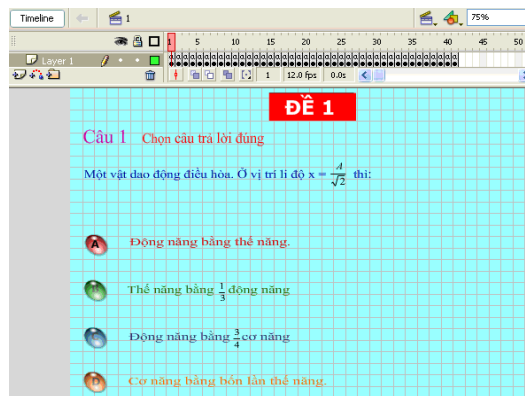 Timeline 1 75%
1 5 10 15 20 25 30 35 40 45 50
Layer 1
1 12.0 fps 0.0s
ĐỀ 1
Câu 1 Chọn câu trả lời đúng
Một vật dao động điều hòa. Ở vị trí li độ x = A/√2 thì:
A Động năng bằng thế năng.
B Thế năng bằng 1/3 động năng
C Động năng bằng 3/4 cơ năng
D Cơ năng bằng bốn lần thế năng.